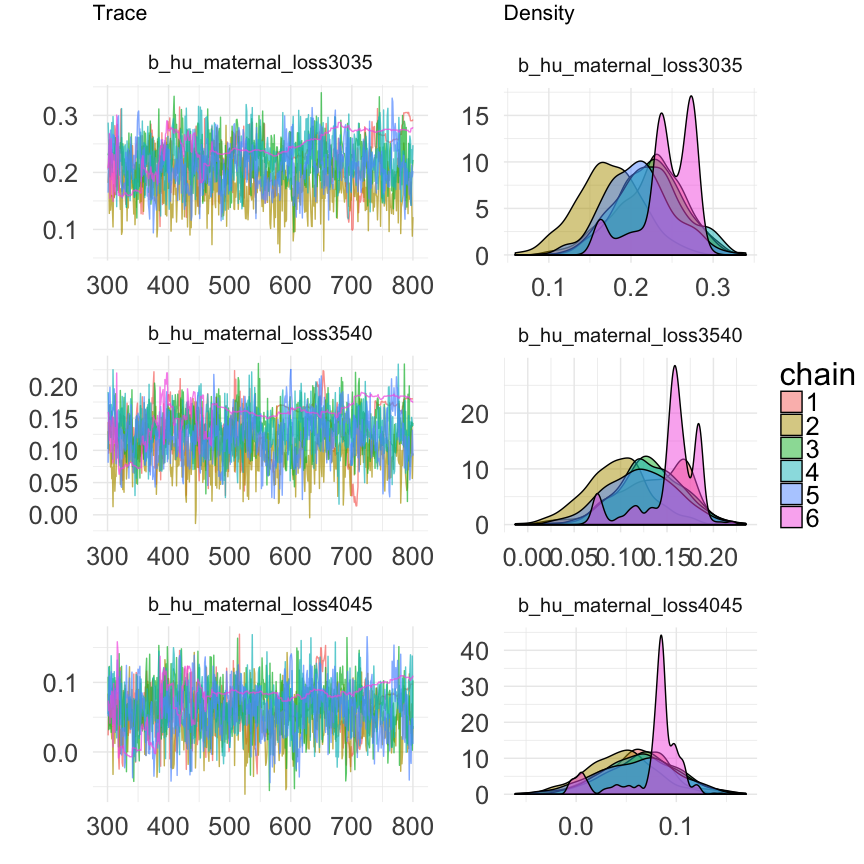 Trace
Density
b_hu_maternal_loss3035
b_hu_maternal_loss3035
0.3
0.2
0.1
300 400 500 600 700 800
15
10
5
0
0.1 0.2 0.3
b_hu_maternal_loss3540
b_hu_maternal_loss3540
0.20
0.15
0.10
0.05
0.00
300 400 500 600 700 800
20
10
0
0.00 0.05 0.10 0.15 0.20
chain
1
2
3
4
5
6
b_hu_maternal_loss4045
b_hu_maternal_loss4045
0.1
0.0
300 400 500 600 700 800
40
30
20
10
0
0.0 0.1